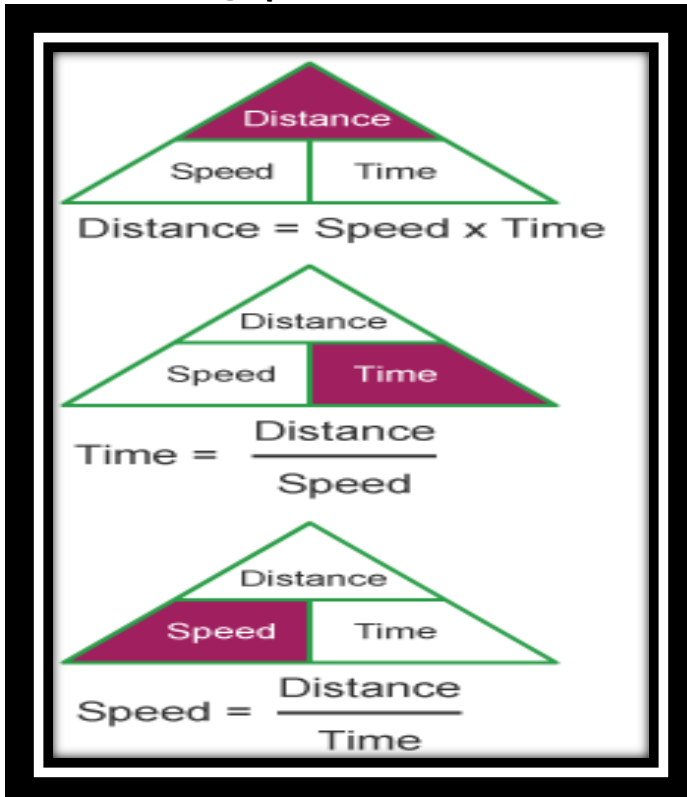 Distance
Speed Time
Distance = Speed x Time
Distance
Speed Time
Time = Distance
Speed
Distance
Speed Time
Speed = Distance
Time